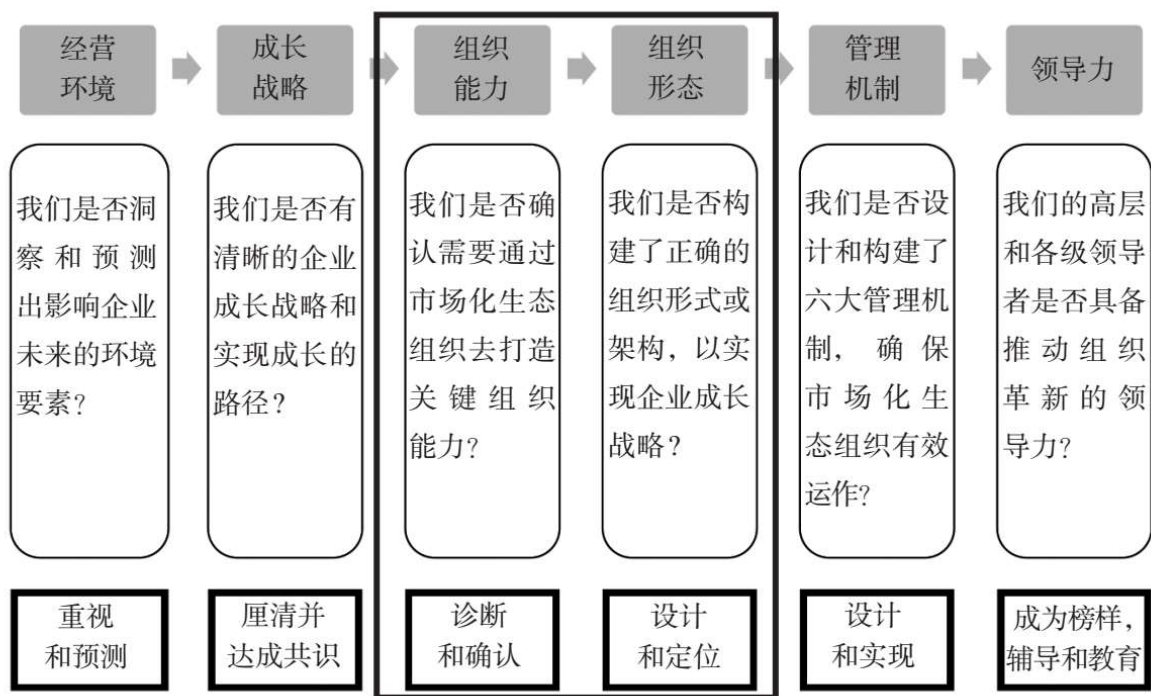 经营
环境
成长
战略
组织
能力
组织
形态
管理
机制
领导力
我们是否洞
察和预测
出影响企业
未来的环境
要素?
我们是否有
清晰的企业
成长战略和
实现成长的
路径?
我们是否确
认需要通过
市场化生态
组织去打造
关键组织
能力?
我们是否构
建了正确的
组织形式或
架构，以实
现企业成长
战略?
我们是否设
计和构建了
六大管理机
制，确保
市场化生
态组织有效
运作?
我们的高层
和各级领导
者是否具备
推动组织
革新的领
导力?
重视
和预测
厘清并
达成共识
诊断
和确认
设计
和定位
设计
和实现
成为榜样，
辅导和教育